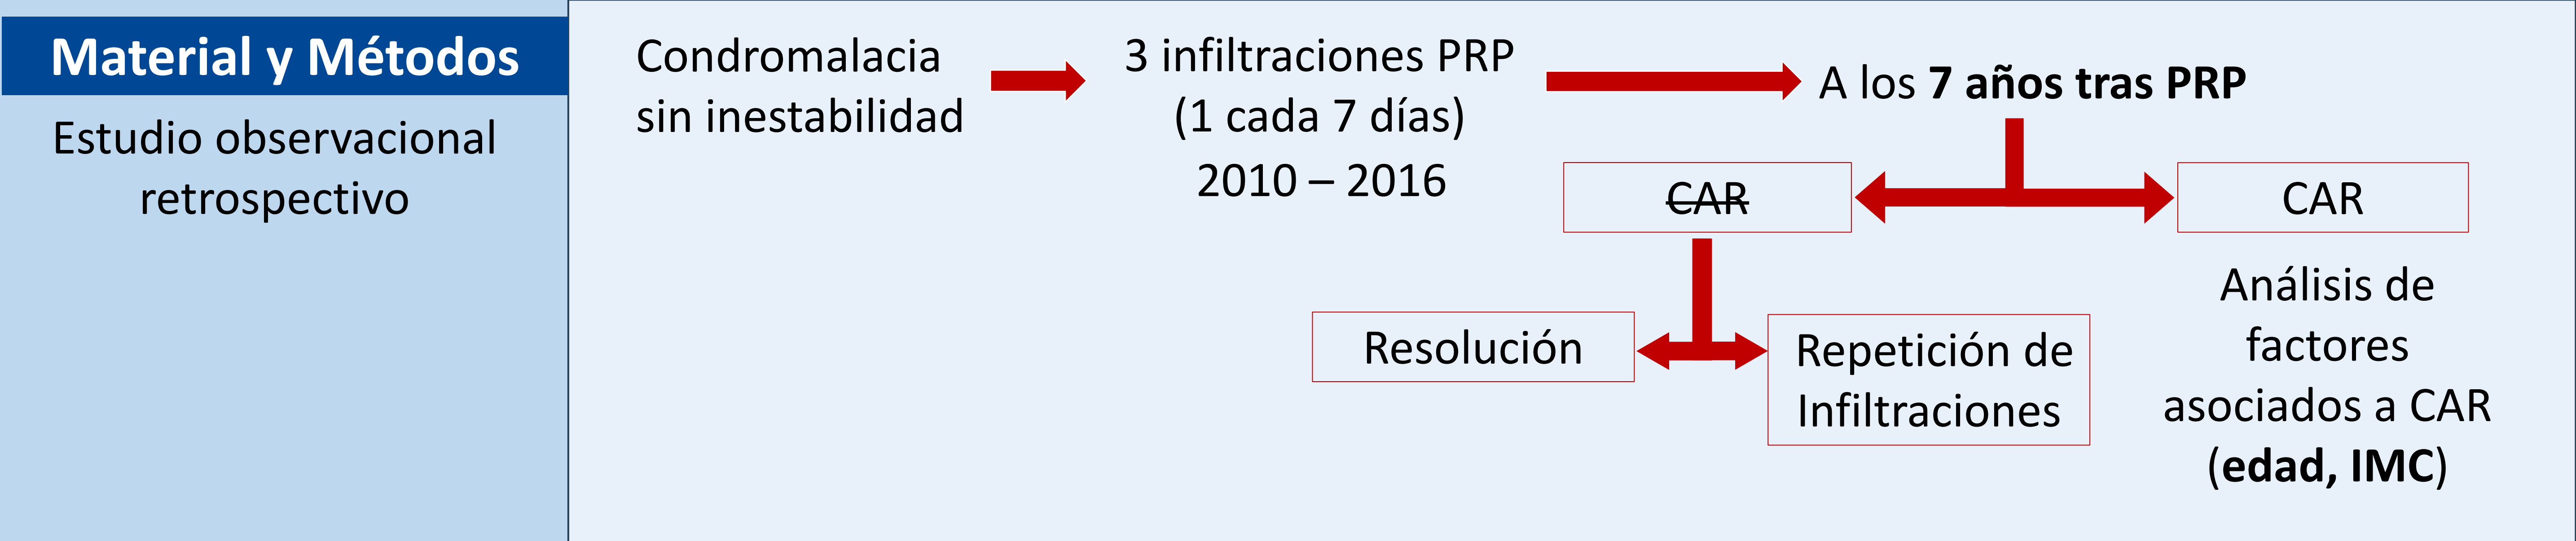 Material y Métodos
Estudio observacional
retrospectivo
Condromalacia
sin inestabilidad
3 infiltraciones PRP
(1 cada 7 días)
2010 – 2016
A los 7 años tras PRP
CAR
CAR
Resolución
Repetición de
Infiltraciones
Análisis de
factores
asociados a CAR
(edad, IMC)